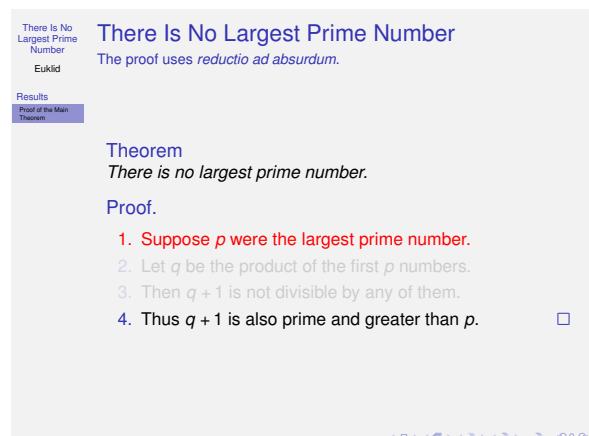 There Is No
Largest Prime
Number
Euklid
Results
Proof of the Main
Theorem
There Is No Largest Prime Number
The proof uses reductio ad absurdum.
Theorem
There is no largest prime number.
Proof.
1. Suppose p were the largest prime number.
2. Let q be the product of the first p numbers.
3. Then q + 1 is not divisible by any of them.
4. Thus q + 1 is also prime and greater than p.